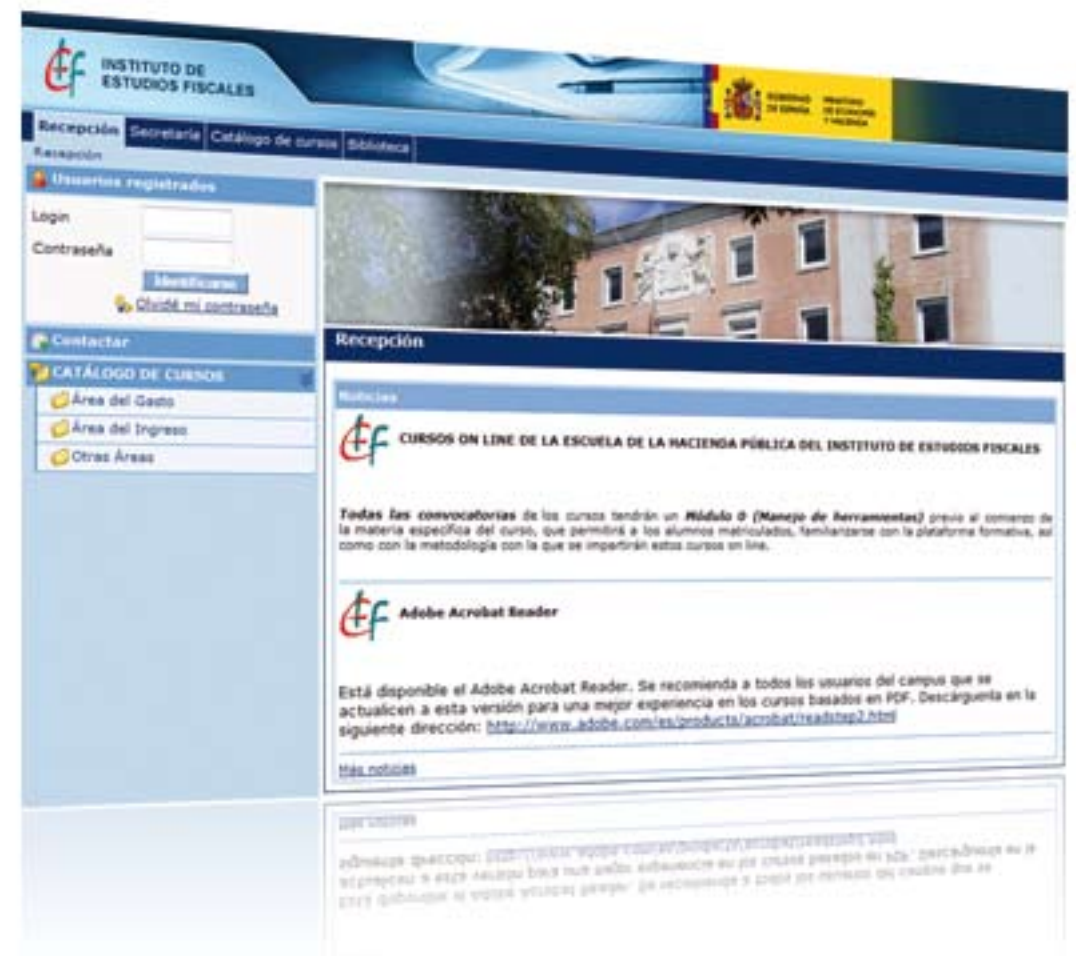 INSTITUTO DE
ESTUDIOS FISCALES
GOBIERNO
DE ESPAÑA
MINISTERIO
DE ECONOMÍA
Y HACIENDA
Recepción Secretaría Catálogo de cursos Biblioteca
Recepción
Usuarios registrados
Login
Contraseña
Identificarse
Olvidé mi contraseña
Contactar
CATÁLOGO DE CURSOS
Área del Gasto
Área del Ingreso
Otras Áreas
Recepción
Noticias
CURSOS ON LINE DE LA ESCUELA DE LA HACIENDA PÚBLICA DEL INSTITUTO DE ESTUDIOS FISCALES
Todas las convocatorias de los cursos tendrán un Módulo 0 (Manejo de herramientas) previo al comienzo de
la materia específica del curso, que permitirá a los alumnos matriculados, familiarizarse con la plataforma formativa, así
como con la metodología con la que se impartirán estos cursos on line.
Adobe Acrobat Reader
Está disponible el Adobe Acrobat Reader. Se recomienda a todos los usuarios del campus que se
actualicen a esta versión para una mejor experiencia en los cursos basados en PDF. Descárguenla en la
siguiente dirección: http://www.adobe.com/es/products/acrobat/readstep2.html
Más noticias